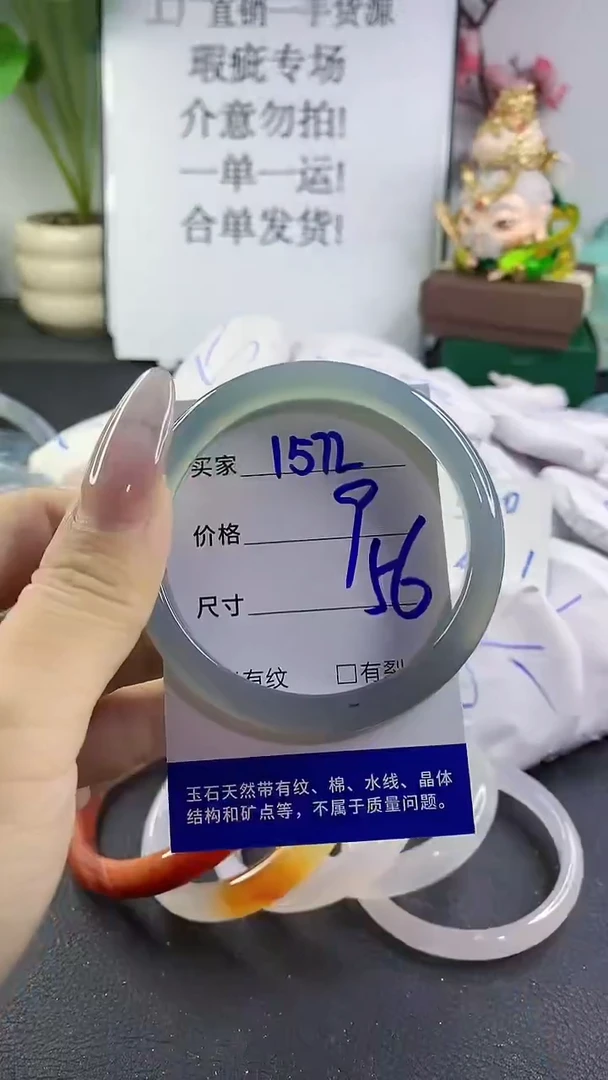 工厂直销一手货源
瑕疵专场
介意勿拍!
一单一运!
合单发货!
买家 1572
价格 9
尺寸 56
有纹 □有裂
玉石天然带有纹、棉、水线、晶体
结构和矿点等，不属于质量问题。